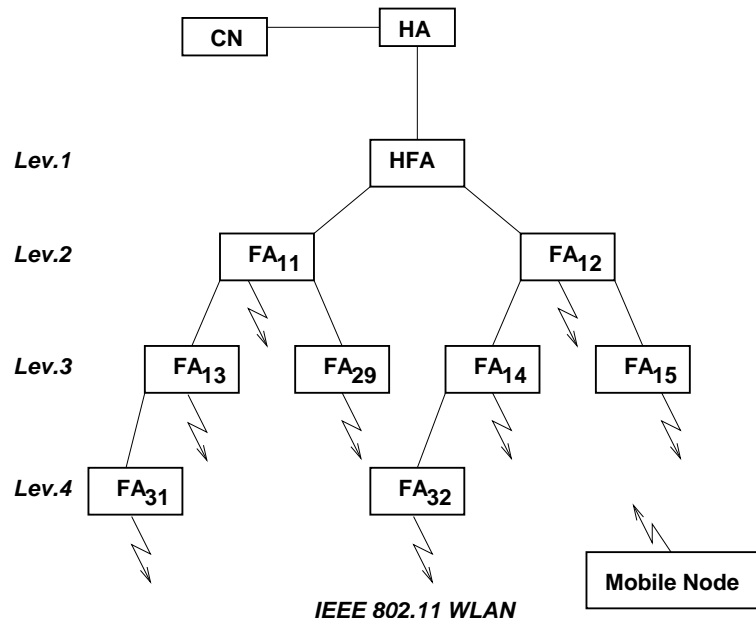 CN
HA
Lev.1
HFA
Lev.2
FA11
FA12
Lev.3
FA13
FA29
FA14
FA15
Lev.4
FA31
FA32
Mobile Node
IEEE 802.11 WLAN